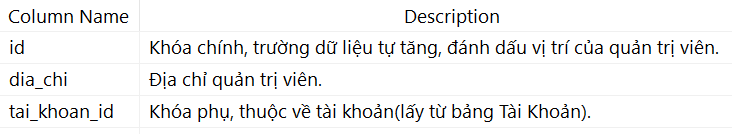 Column Name Description
id Khóa chính, trường dữ liệu tự tăng, đánh dấu vị trí của quản trị viên.
dia_chi Địa chỉ quản trị viên.
tai_khoan_id Khóa phụ, thuộc về tài khoản(lấy từ bảng Tài Khoản).